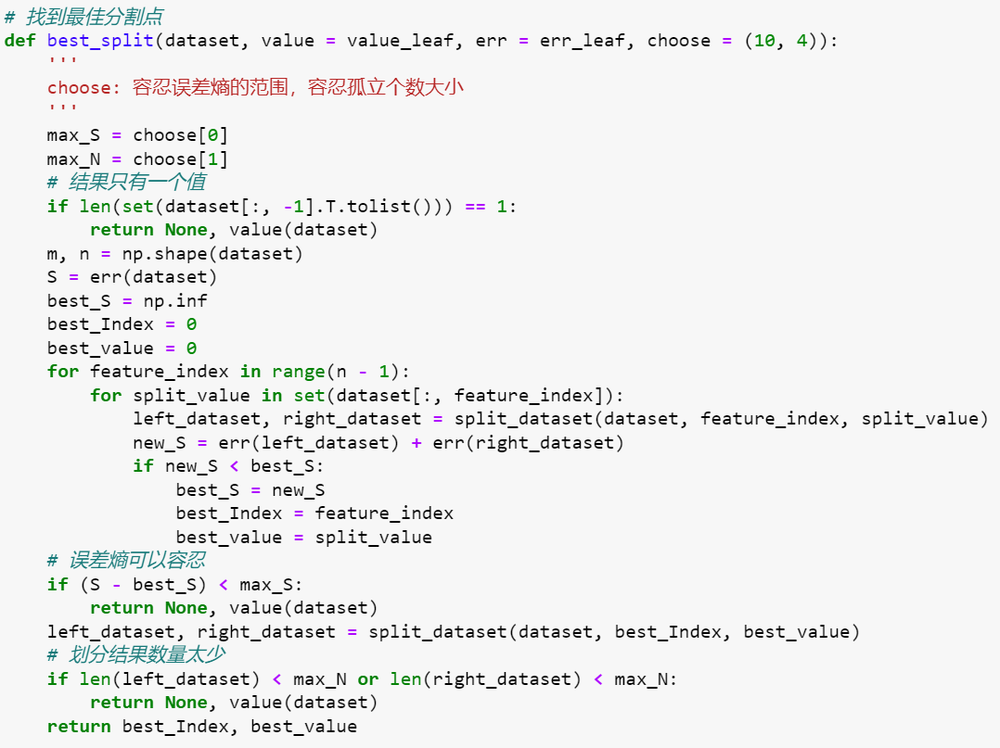 # 找到最佳分割点
def best_split(dataset, value = value_leaf, err = err_leaf, choose = (10, 4)):
    '''
    choose: 容忍误差熵的范围，容忍孤立个数大小
    '''
    max_S = choose[0]
    max_N = choose[1]
    # 结果只有一个值
    if len(set(dataset[:, -1].T.tolist())) == 1:
        return None, value(dataset)
    m, n = np.shape(dataset)
    S = err(dataset)
    best_S = np.inf
    best_Index = 0
    best_value = 0
    for feature_index in range(n - 1):
        for split_value in set(dataset[:, feature_index]):
            left_dataset, right_dataset = split_dataset(dataset, feature_index, split_value)
            new_S = err(left_dataset) + err(right_dataset)
            if new_S < best_S:
                best_S = new_S
                best_Index = feature_index
                best_value = split_value
    # 误差熵可以容忍
    if (S - best_S) < max_S:
        return None, value(dataset)
    left_dataset, right_dataset = split_dataset(dataset, best_Index, best_value)
    # 划分结果数量太少
    if len(left_dataset) < max_N or len(right_dataset) < max_N:
        return None, value(dataset)
    return best_Index, best_value